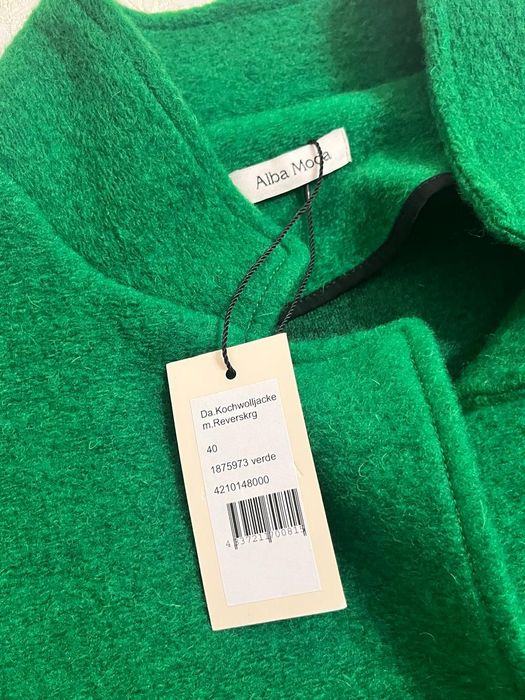 Alba Moda
Da.Kochwolljacke
m.Reverskrg
40
1875973 verde
4210148000